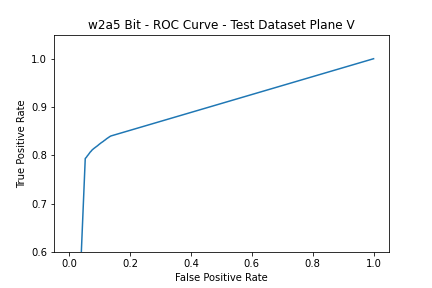 w2a5 Bit - ROC Curve - Test Dataset Plane V
1.0
0.9
0.8
0.7
0.6
True Positive Rate
0.0 0.2 0.4 0.6 0.8 1.0
False Positive Rate